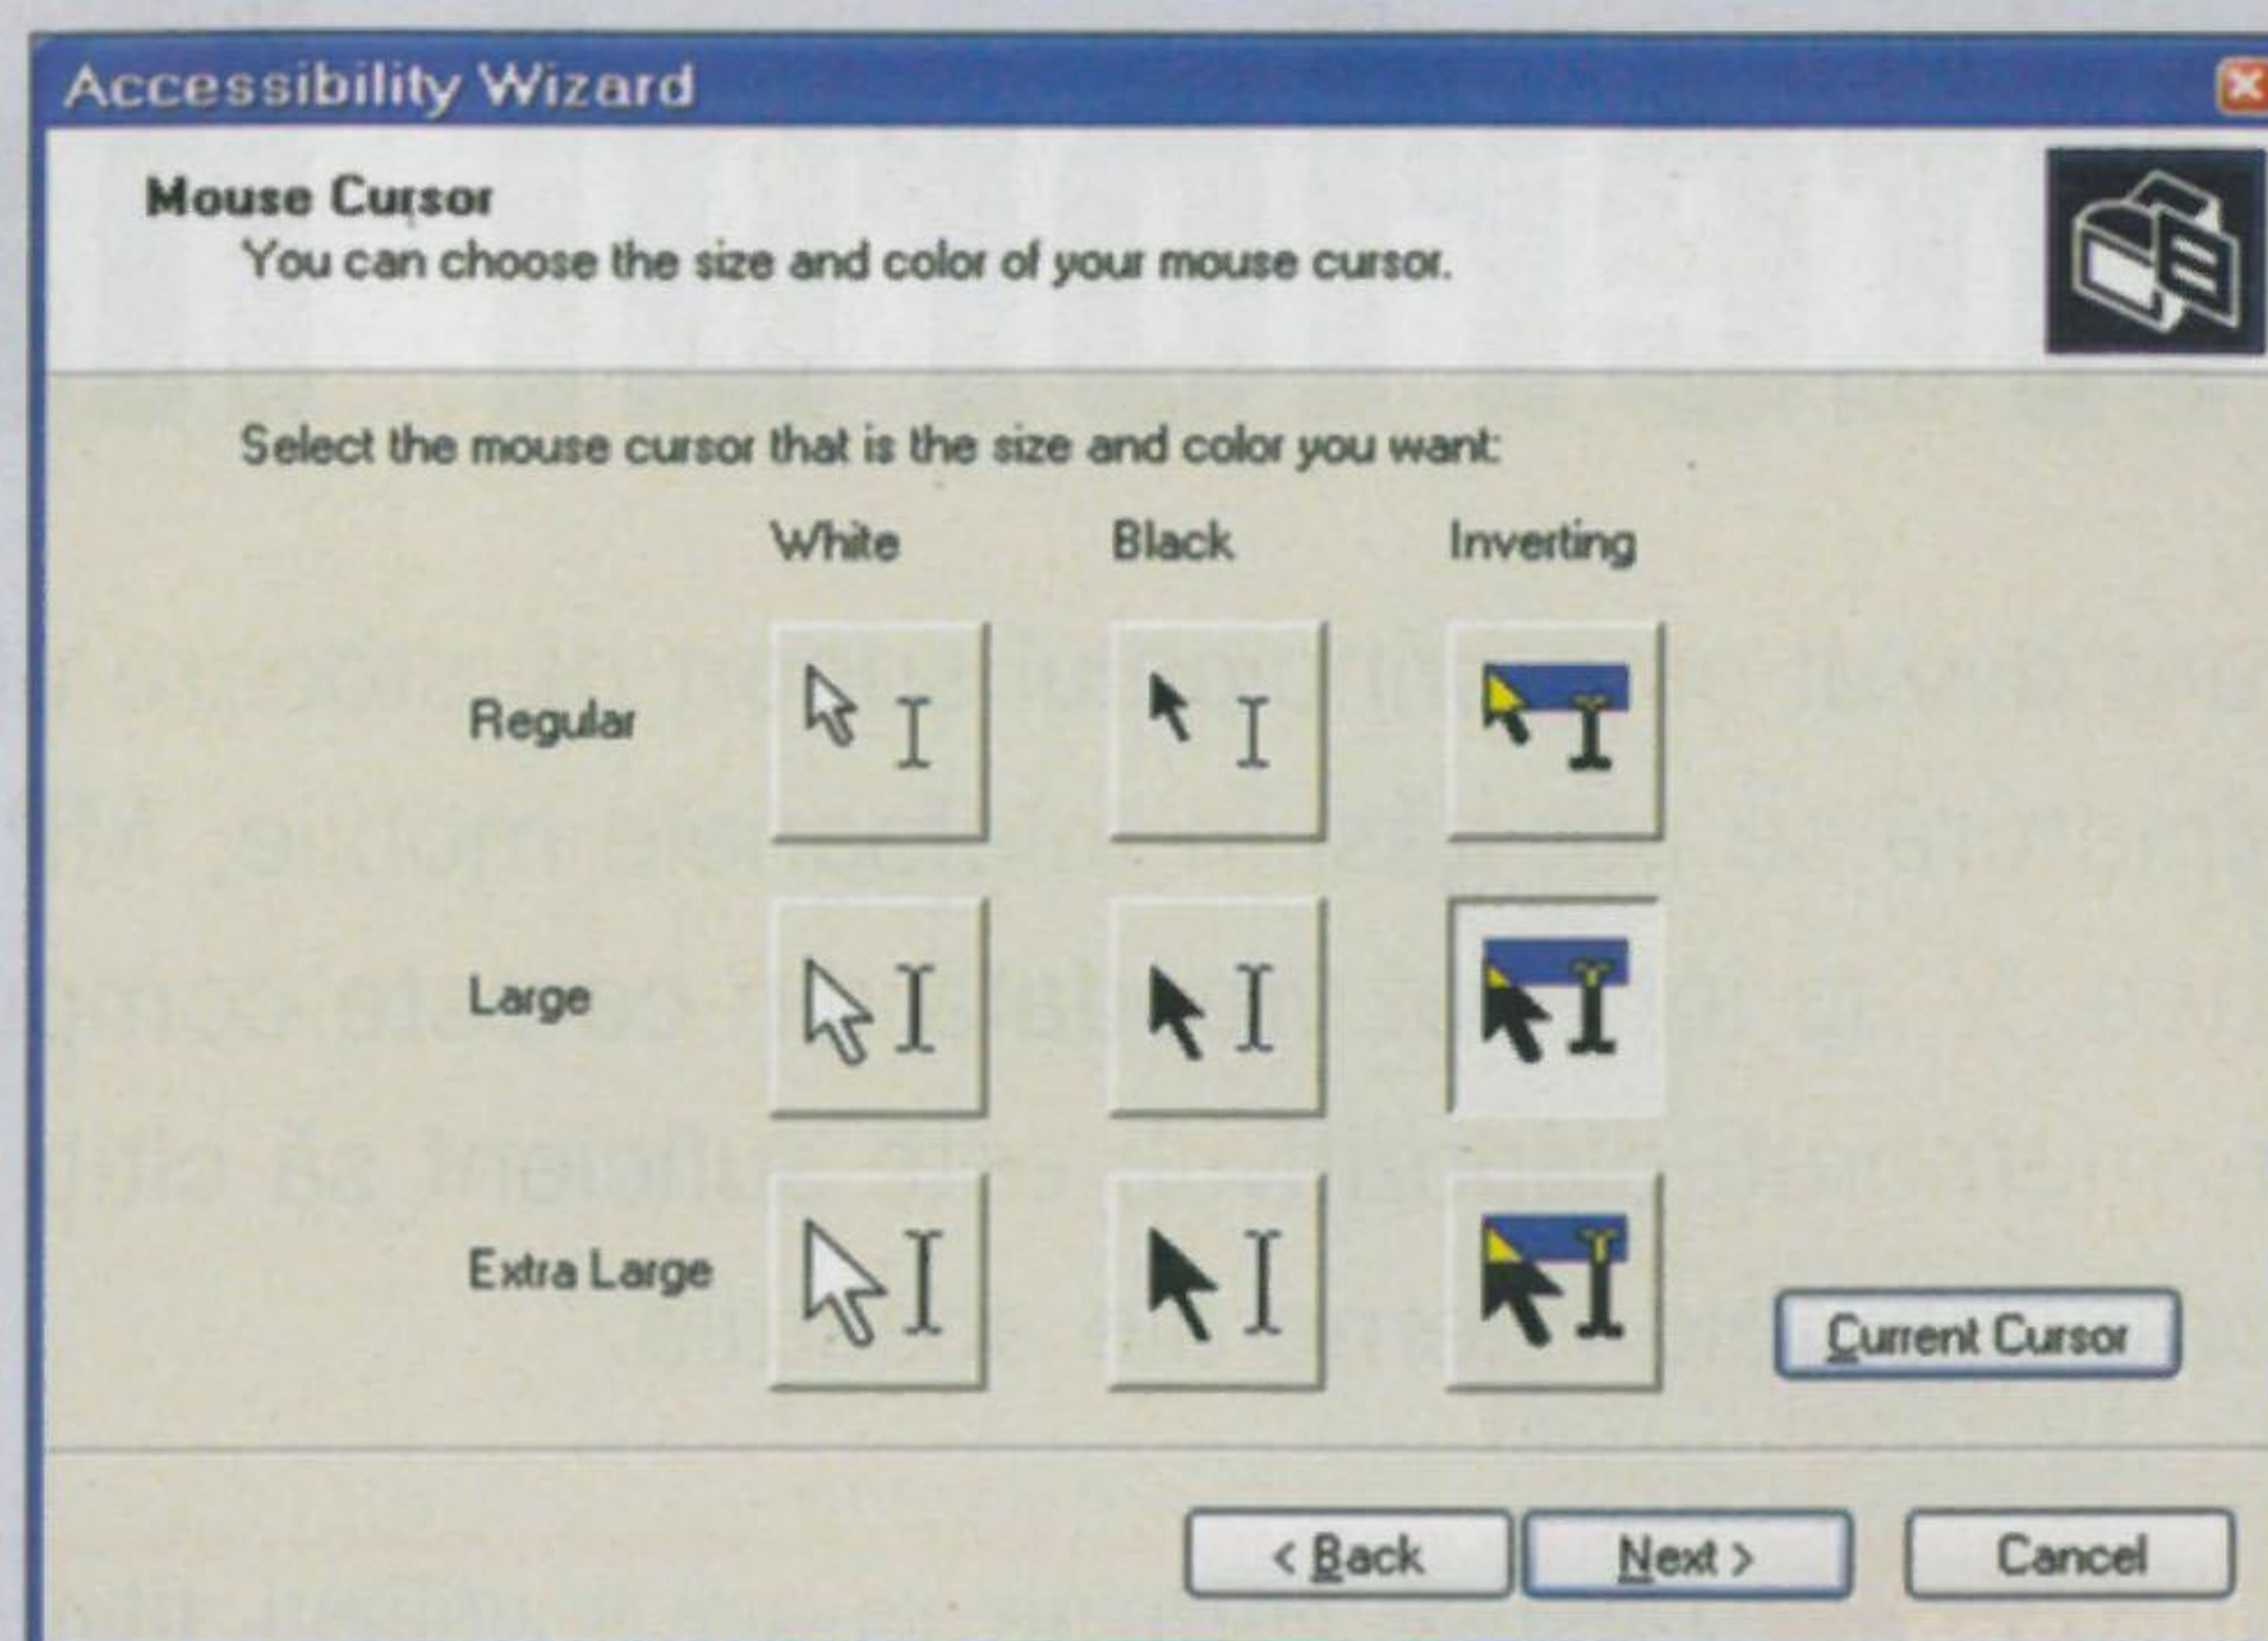 Accessibility Wizard
Mouse Cursor
You can choose the size and color of your mouse cursor.
Select the mouse cursor that is the size and color you want:
White Black Inverting
Regular
Large
Extra Large
Current Cursor
< Back Next > Cancel